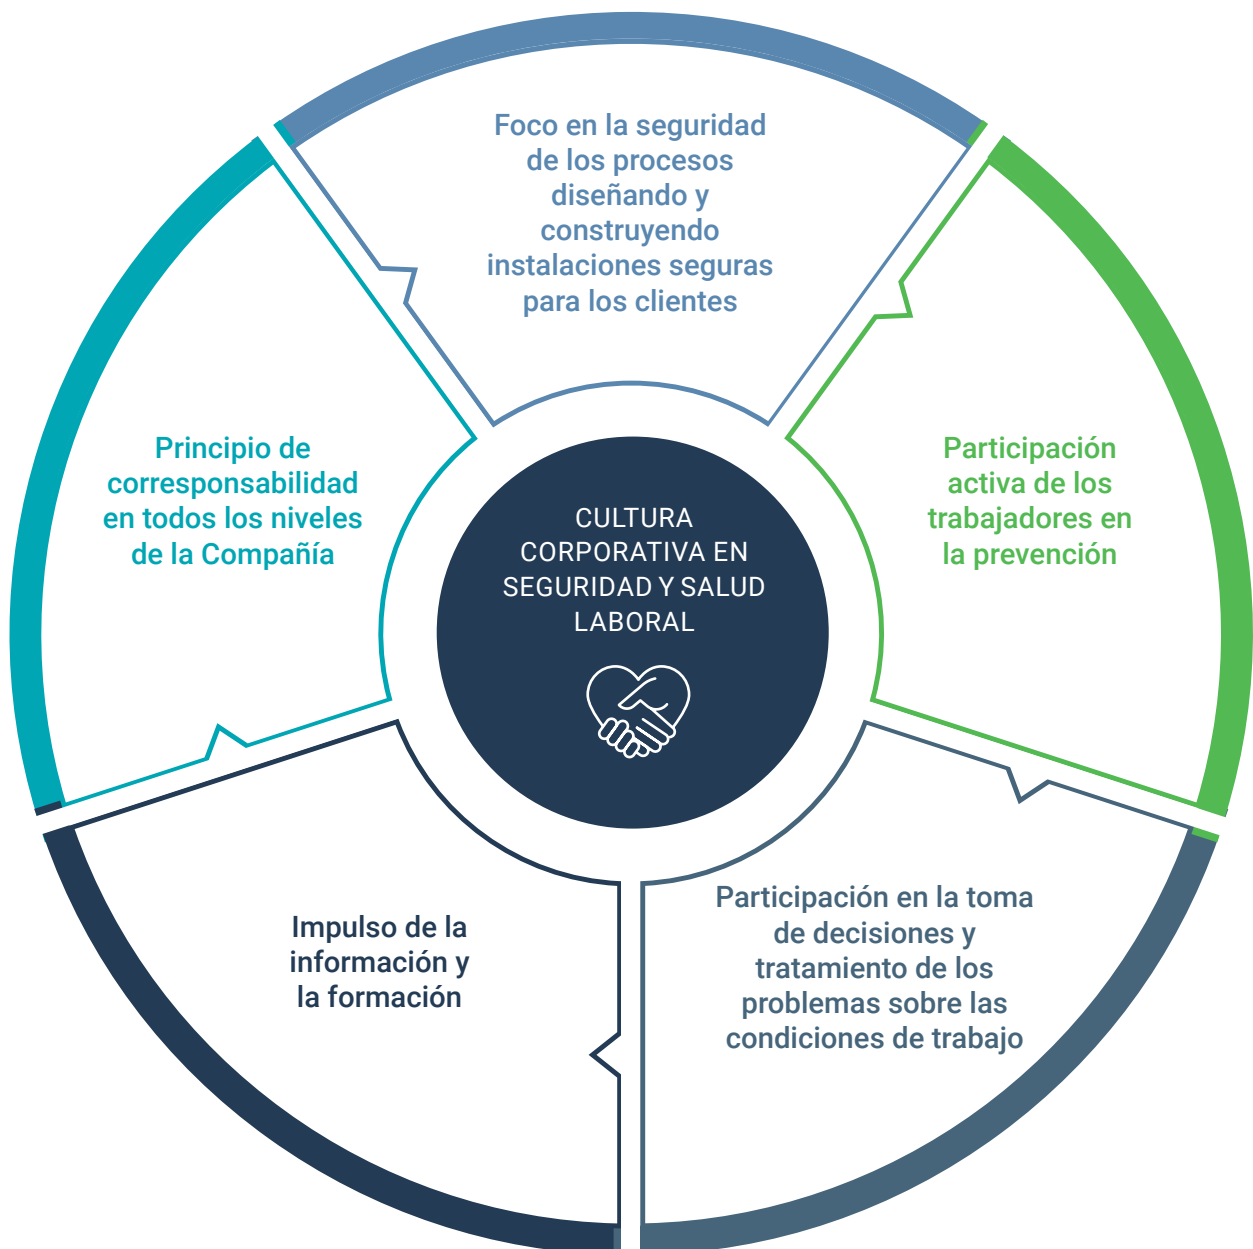 Foco en la seguridad
de los procesos
diseñando y
construyendo
instalaciones seguras
para los clientes
Principio de
corresponsabilidad
en todos los niveles
de la Compañía
CULTURA
CORPORATIVA EN
SEGURIDAD Y SALUD
LABORAL
Participación
activa de los
trabajadores en
la prevención
Impulso de la
información y
la formación
Participación en la toma
de decisiones y
tratamiento de los
problemas sobre las
condiciones de trabajo